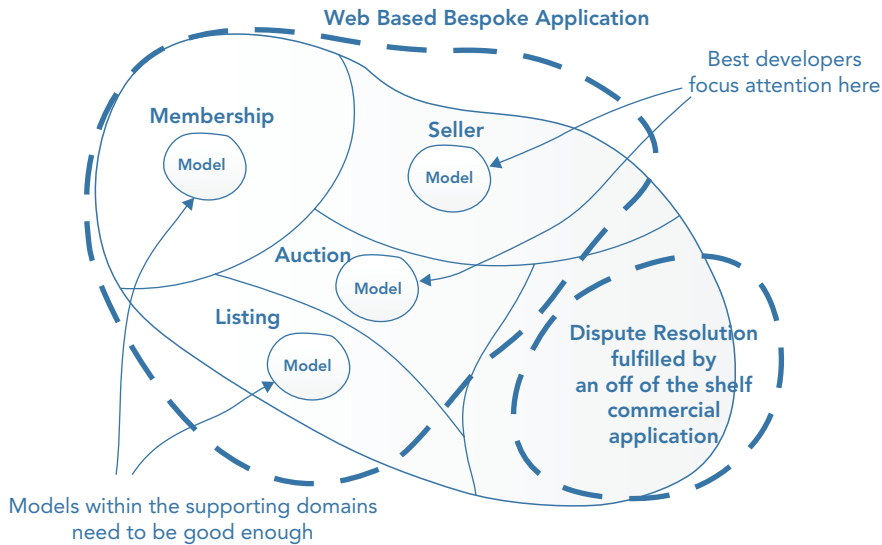 Web Based Bespoke Application
Best developers
focus attention here
Membership
Model
Seller
Model
Auction
Model
Listing
Model
Dispute Resolution
fulfilled by
an off of the shelf
commercial
application
Models within the supporting domains
need to be good enough